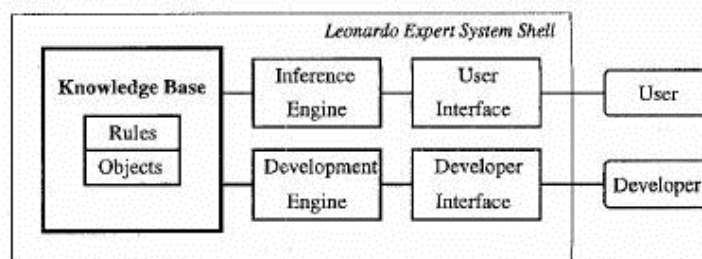 Leonardo Expert System Shell
Knowledge Base
Rules
Objects
Inference
Engine
User
Interface
User
Development
Engine
Developer
Interface
Developer